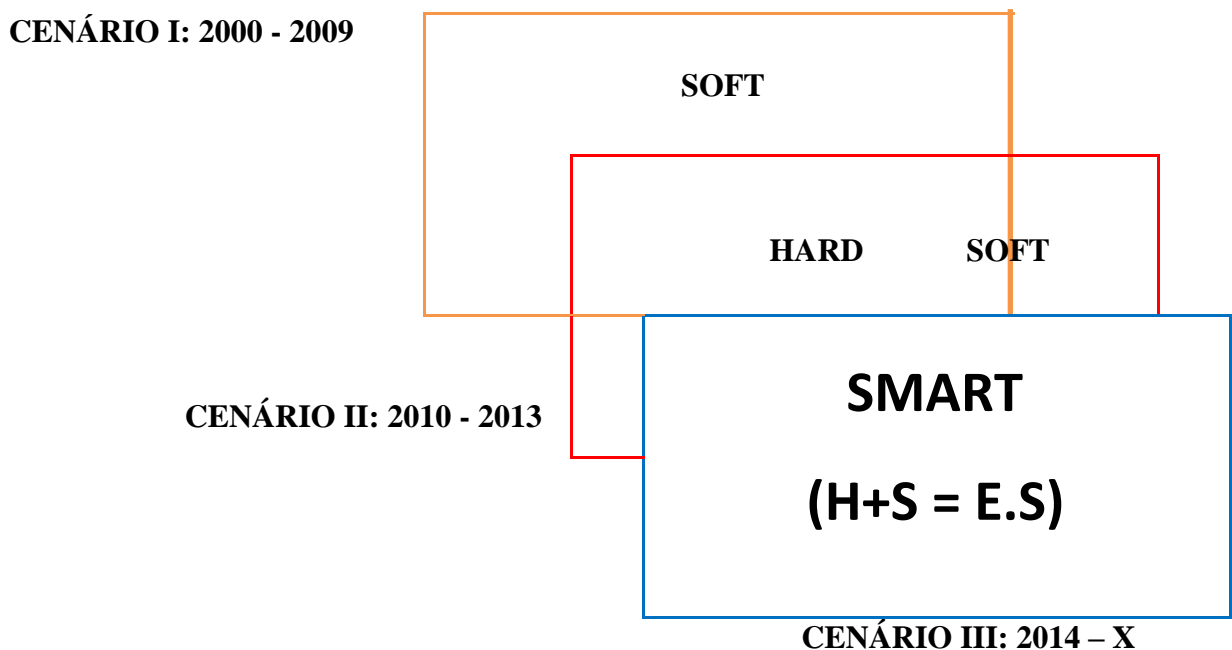 CENÁRIO I: 2000 - 2009
SOFT
HARD SOFT
SMART
CENÁRIO II: 2010 - 2013
(H+S = E.S)
CENÁRIO III: 2014 – X